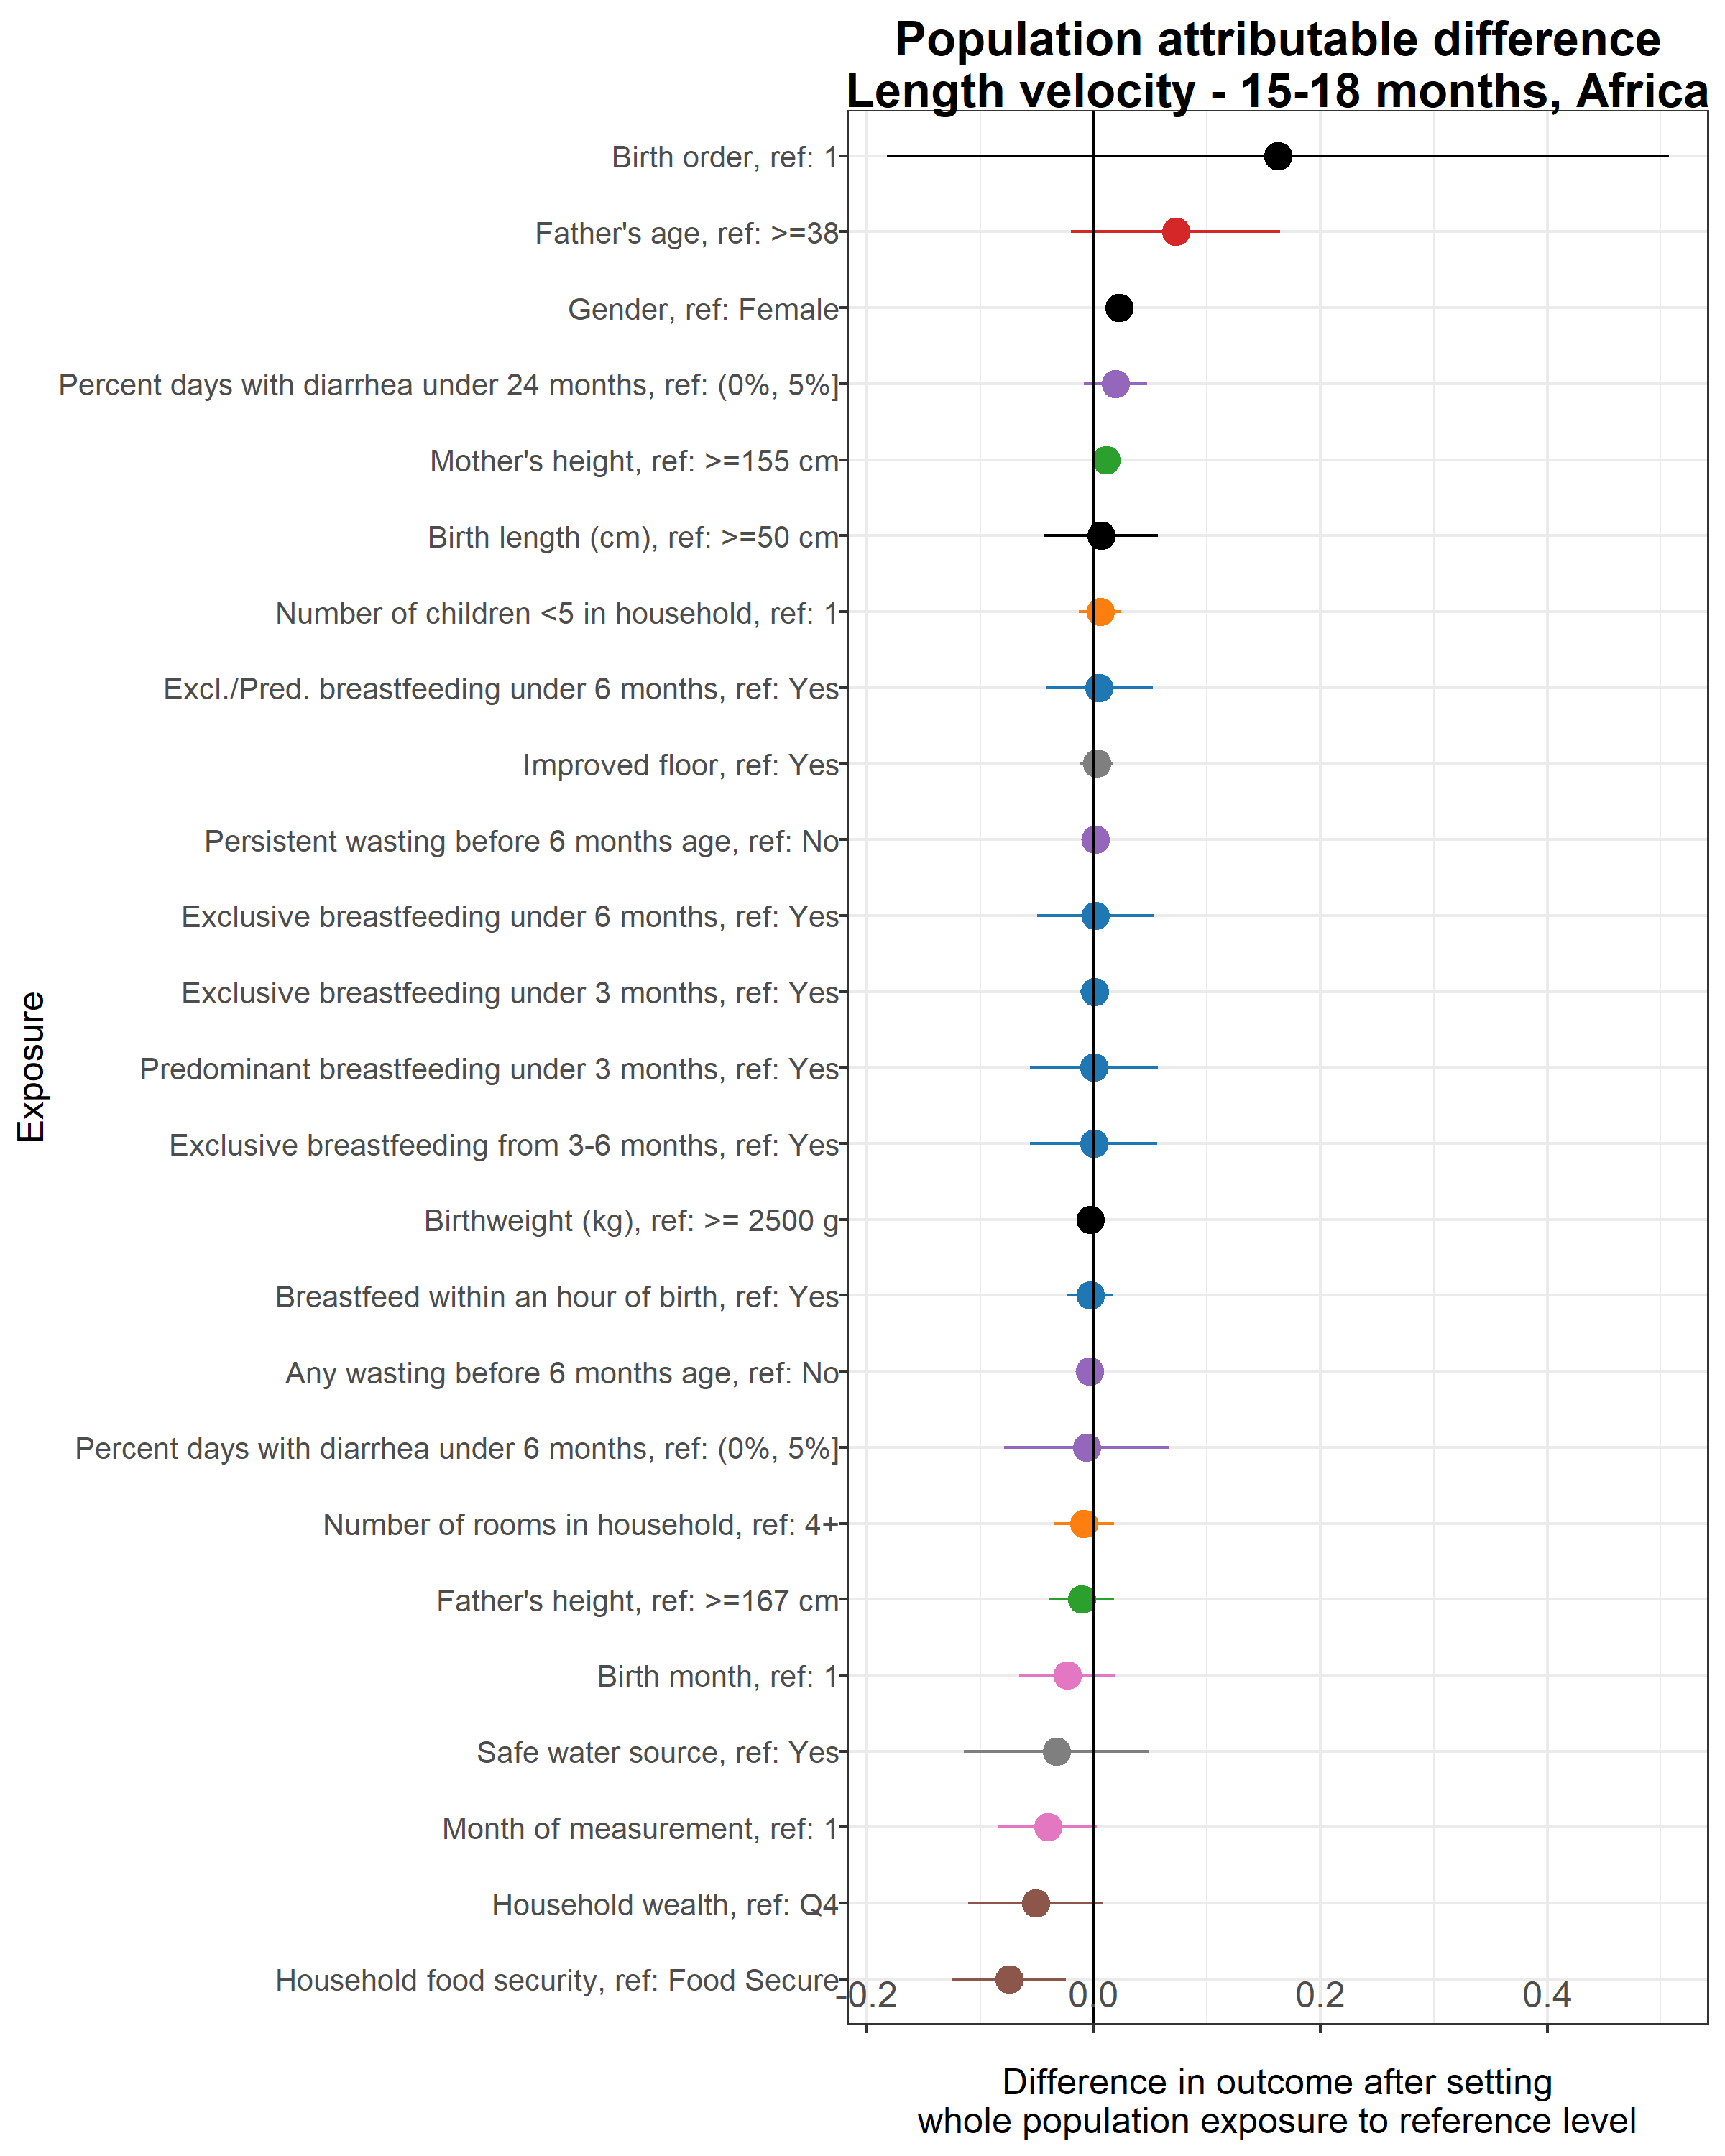 Population attributable difference
Length velocity - 15-18 months, Africa
Birth order, ref: 1
Father's age, ref: >=38
Gender, ref: Female
Percent days with diarrhea under 24 months, ref: (0%, 5%]
Mother's height, ref: >=155 cm
Birth length (cm), ref: >=50 cm
Number of children <5 in household, ref: 1
Excl./Pred. breastfeeding under 6 months, ref: Yes
Improved floor, ref: Yes
Persistent wasting before 6 months age, ref: No
Exclusive breastfeeding under 6 months, ref: Yes
Exclusive breastfeeding under 3 months, ref: Yes
Predominant breastfeeding under 3 months, ref: Yes
Exclusive breastfeeding from 3-6 months, ref: Yes
Birthweight (kg), ref: >= 2500 g
Breastfeed within an hour of birth, ref: Yes
Any wasting before 6 months age, ref: No
Percent days with diarrhea under 6 months, ref: (0%, 5%]
Number of rooms in household, ref: 4+
Father's height, ref: >=167 cm
Birth month, ref: 1
Safe water source, ref: Yes
Month of measurement, ref: 1
Household wealth, ref: Q4
Household food security, ref: Food Secure
Exposure
-0.2 0.0 0.2 0.4
Difference in outcome after setting
whole population exposure to reference level